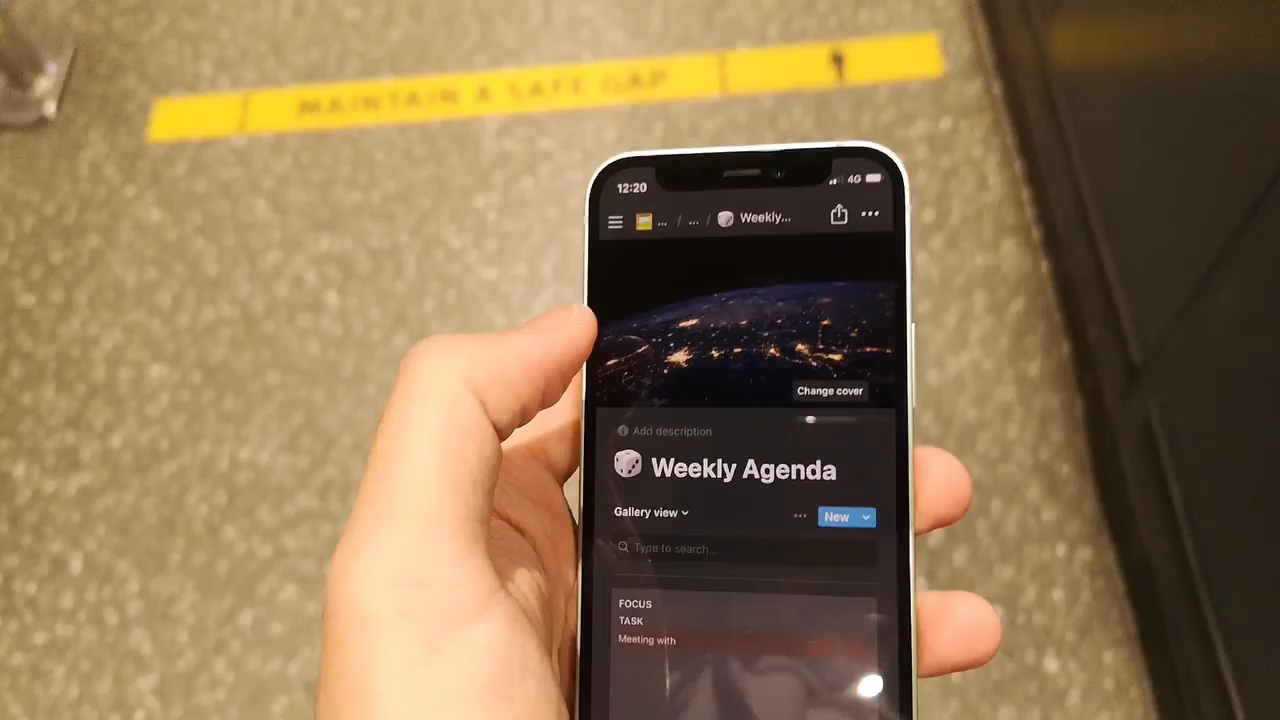 MAINTAIN A SAFE GAP
12:20
4G
... / ... / Weekly...
Change cover
Add description
Weekly Agenda
Gallery view
... New
Type to search...
FOCUS
TASK
Meeting with